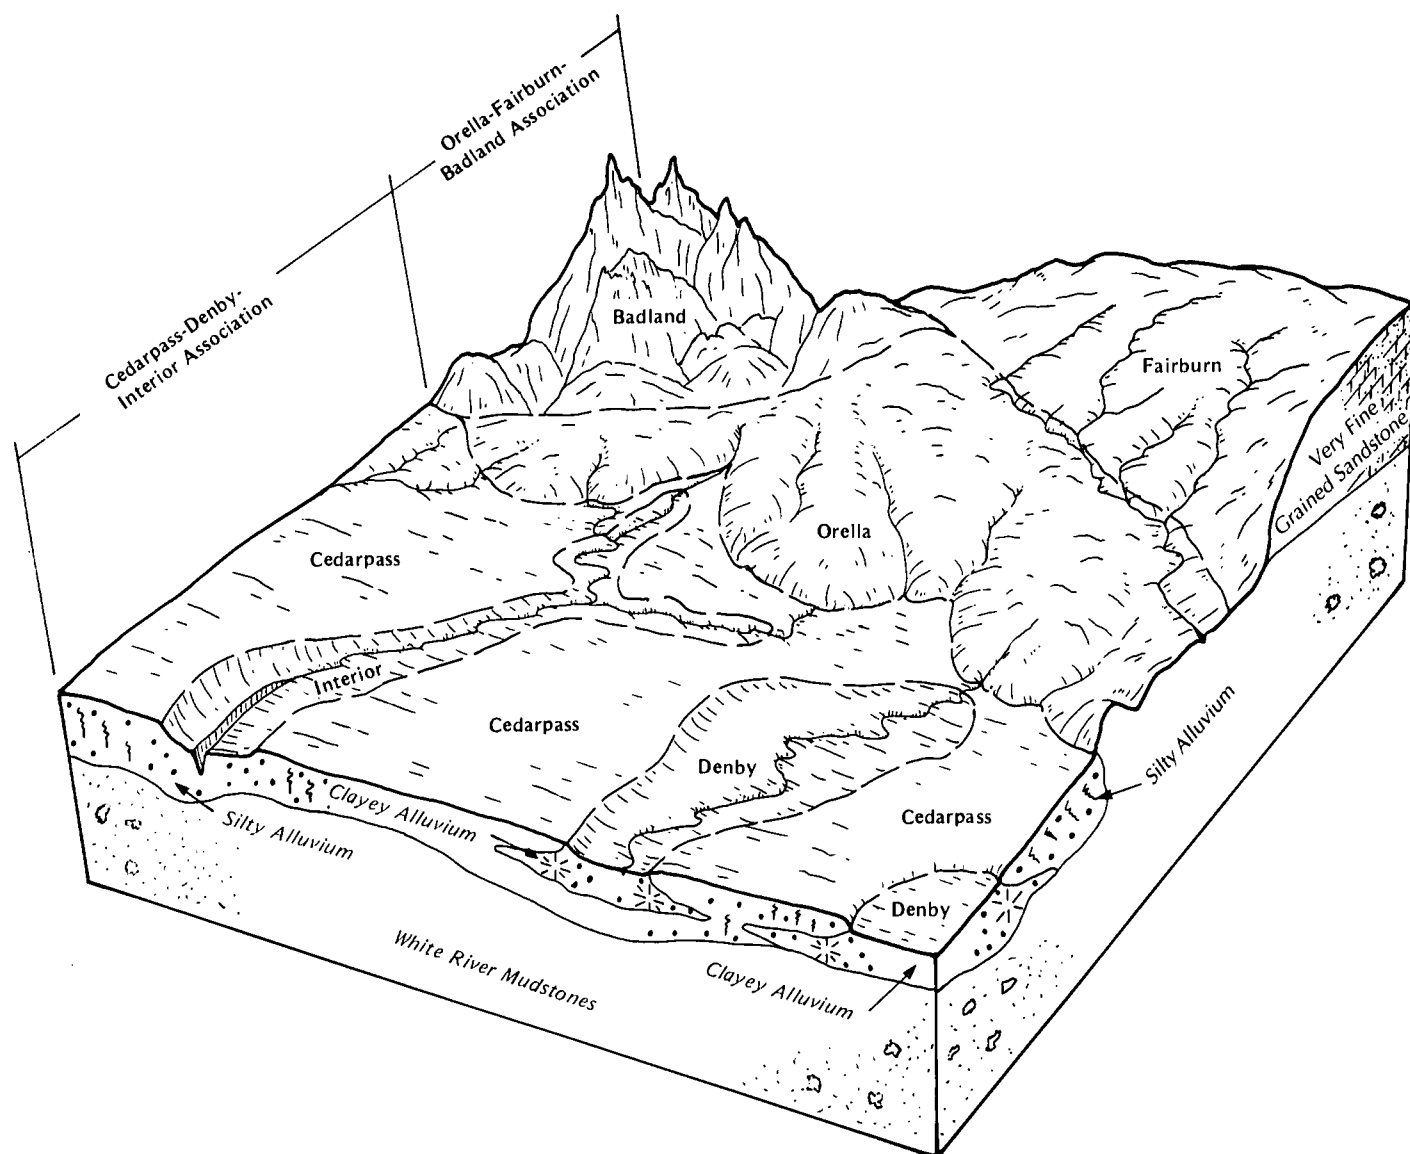 Orella-Fairburn-
Badland Association
Cedarpass-Denby-
Interior Association
Badland
Fairburn
Very Fine
Grained Sandstone
Orella
Cedarpass
Interior
Cedarpass
Denby
Cedarpass
Denby
Silty Alluvium
Clayey Alluvium
Silty Alluvium
White River Mudstones
Clayey Alluvium